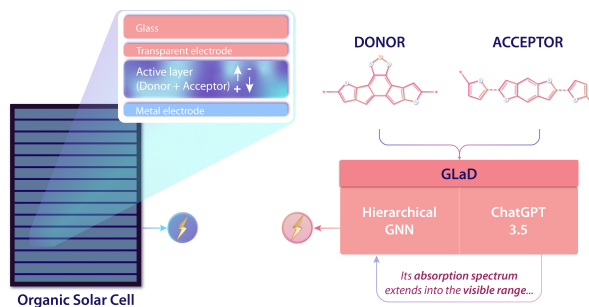 Glass
Transparent electrode
Active layer
(Donor + Acceptor)
-
+
Metal electrode
Organic Solar Cell
DONOR
ACCEPTOR
GLaD
Hierarchical
GNN
ChatGPT
3.5
Its absorption spectrum
extends into the visible range...